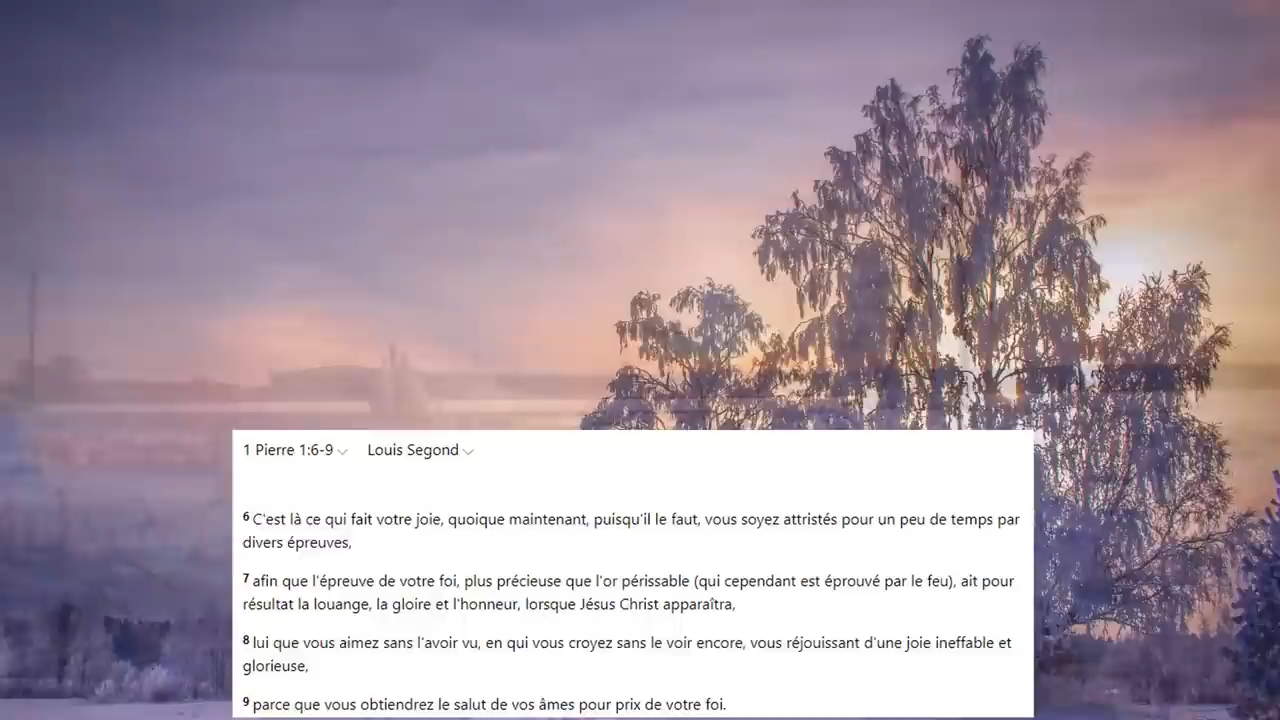 1 Pierre 1:6-9 Louis Segond
6 C'est là ce qui fait votre joie, quoique maintenant, puisqu'il le faut, vous soyez attristés pour un peu de temps par
divers épreuves,
7 afin que l'épreuve de votre foi, plus précieuse que l'or périssable (qui cependant est éprouvé par le feu), ait pour
résultat la louange, la gloire et l'honneur, lorsque Jésus Christ apparaîtra,
8 lui que vous aimez sans l'avoir vu, en qui vous croyez sans le voir encore, vous réjouissant d'une joie ineffable et
glorieuse,
9 parce que vous obtiendrez le salut de vos âmes pour prix de votre foi.